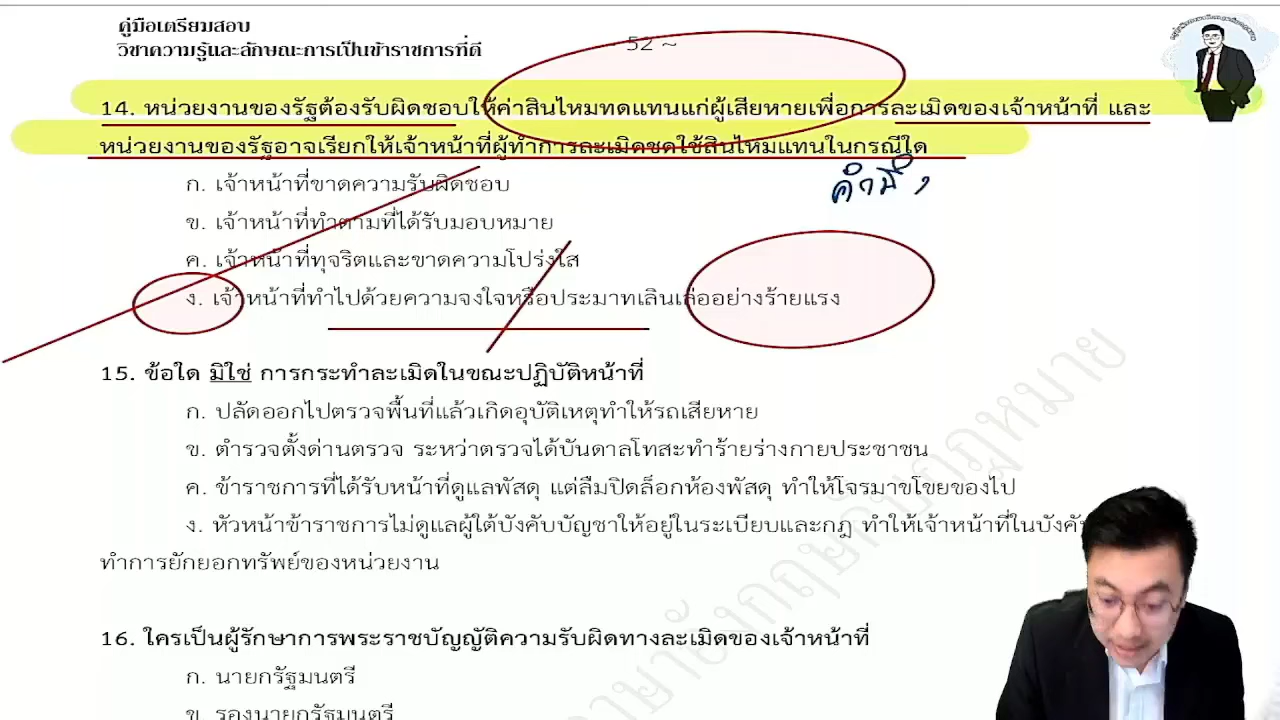 คู่มือเตรียมสอบ
วิชาความรู้และลักษณะการเป็นข้าราชการที่ดี
52 ~
14. หน่วยงานของรัฐต้องรับผิดชอบให้ค่าสินไหมทดแทนแก่ผู้เสียหายเพื่อการละเมิดของเจ้าหน้าที่ และ
หน่วยงานของรัฐอาจเรียกให้เจ้าหน้าที่ผู้ทำการละเมิดชดใช้สินไหมแทนในกรณีใด
ก. เจ้าหน้าที่ขาดความรับผิดชอบ
ข. เจ้าหน้าที่ทำตามที่ได้รับมอบหมาย
ค. เจ้าหน้าที่ทุจริตและขาดความโปร่งใส
ง. เจ้าหน้าที่ทำไปด้วยความจงใจหรือประมาทเลินเล่ออย่างร้ายแรง
15. ข้อใด มิใช่ การกระทำละเมิดในขณะปฏิบัติหน้าที่
ก. ปลัดออกไปตรวจพื้นที่แล้วเกิดอุบัติเหตุทำให้รถเสียหาย
ข. ตำรวจตั้งด่านตรวจ ระหว่าตรวจได้บันดาลโทสะทำร้ายร่างกายประชาชน
ค. ข้าราชการที่ได้รับหน้าที่ดูแลพัสดุ แต่ลืมปิดล็อกห้องพัสดุ ทำให้โจรมาขโยของไป
ง. หัวหน้าข้าราชการไม่ดูแลผู้ใต้บังคับบัญชาให้อยู่ในระเบียบและกฎ ทำให้เจ้าหน้าที่ในบังคับ
ทำการยักยอกทรัพย์ของหน่วยงาน
16. ใครเป็นผู้รักษาการพระราชบัญญัติความรับผิดทางละเมิดของเจ้าหน้าที่
ก. นายกรัฐมนตรี
ข. รองนายกรัฐมนตรี